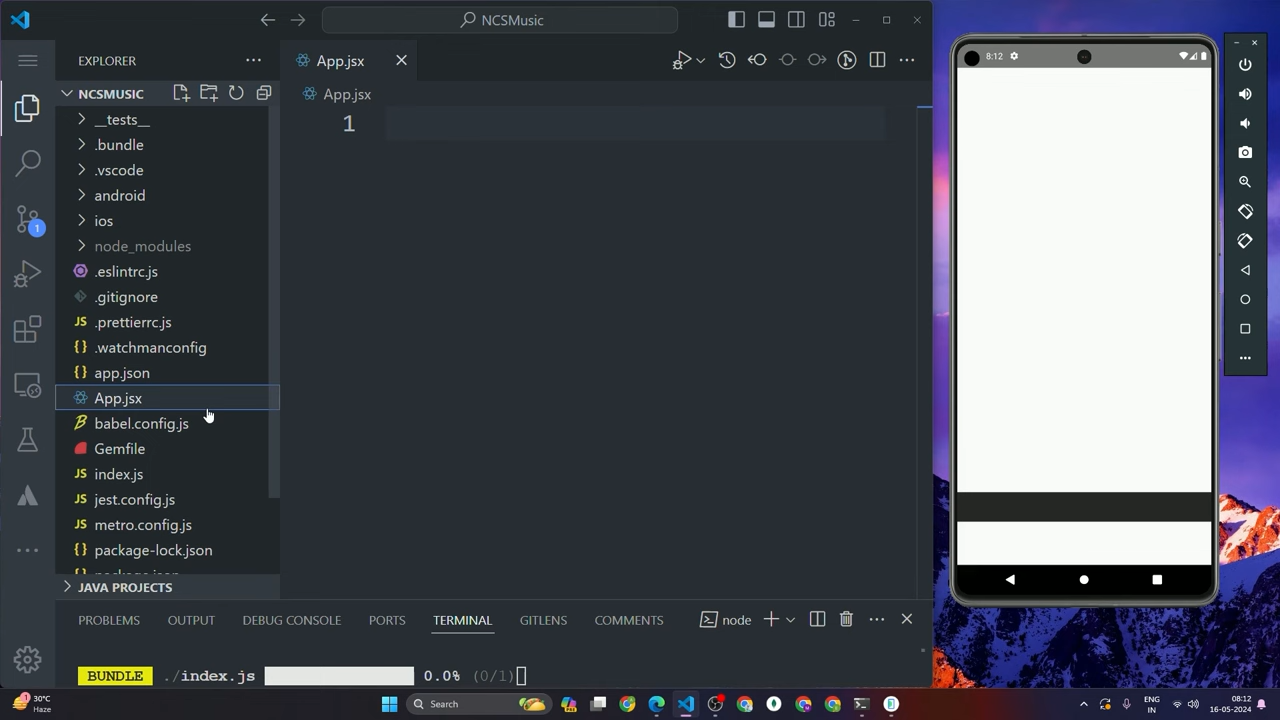 NCSMusic
EXPLORER
App.jsx
NCSMUSIC
App.jsx
1
__tests__
.bundle
.vscode
android
ios
node_modules
.eslintrc.js
.gitignore
.prettierrc.js
.watchmanconfig
app.json
App.jsx
babel.config.js
Gemfile
index.js
jest.config.js
metro.config.js
package-lock.json
package.json
JAVA PROJECTS
1
PROBLEMS
OUTPUT
DEBUG CONSOLE
PORTS
TERMINAL
GITLENS
COMMENTS
node
BUNDLE ./index.js 0.0% (0/1)
8:12
30°C
Haze
Search
ENG
IN
08:12
16-05-2024